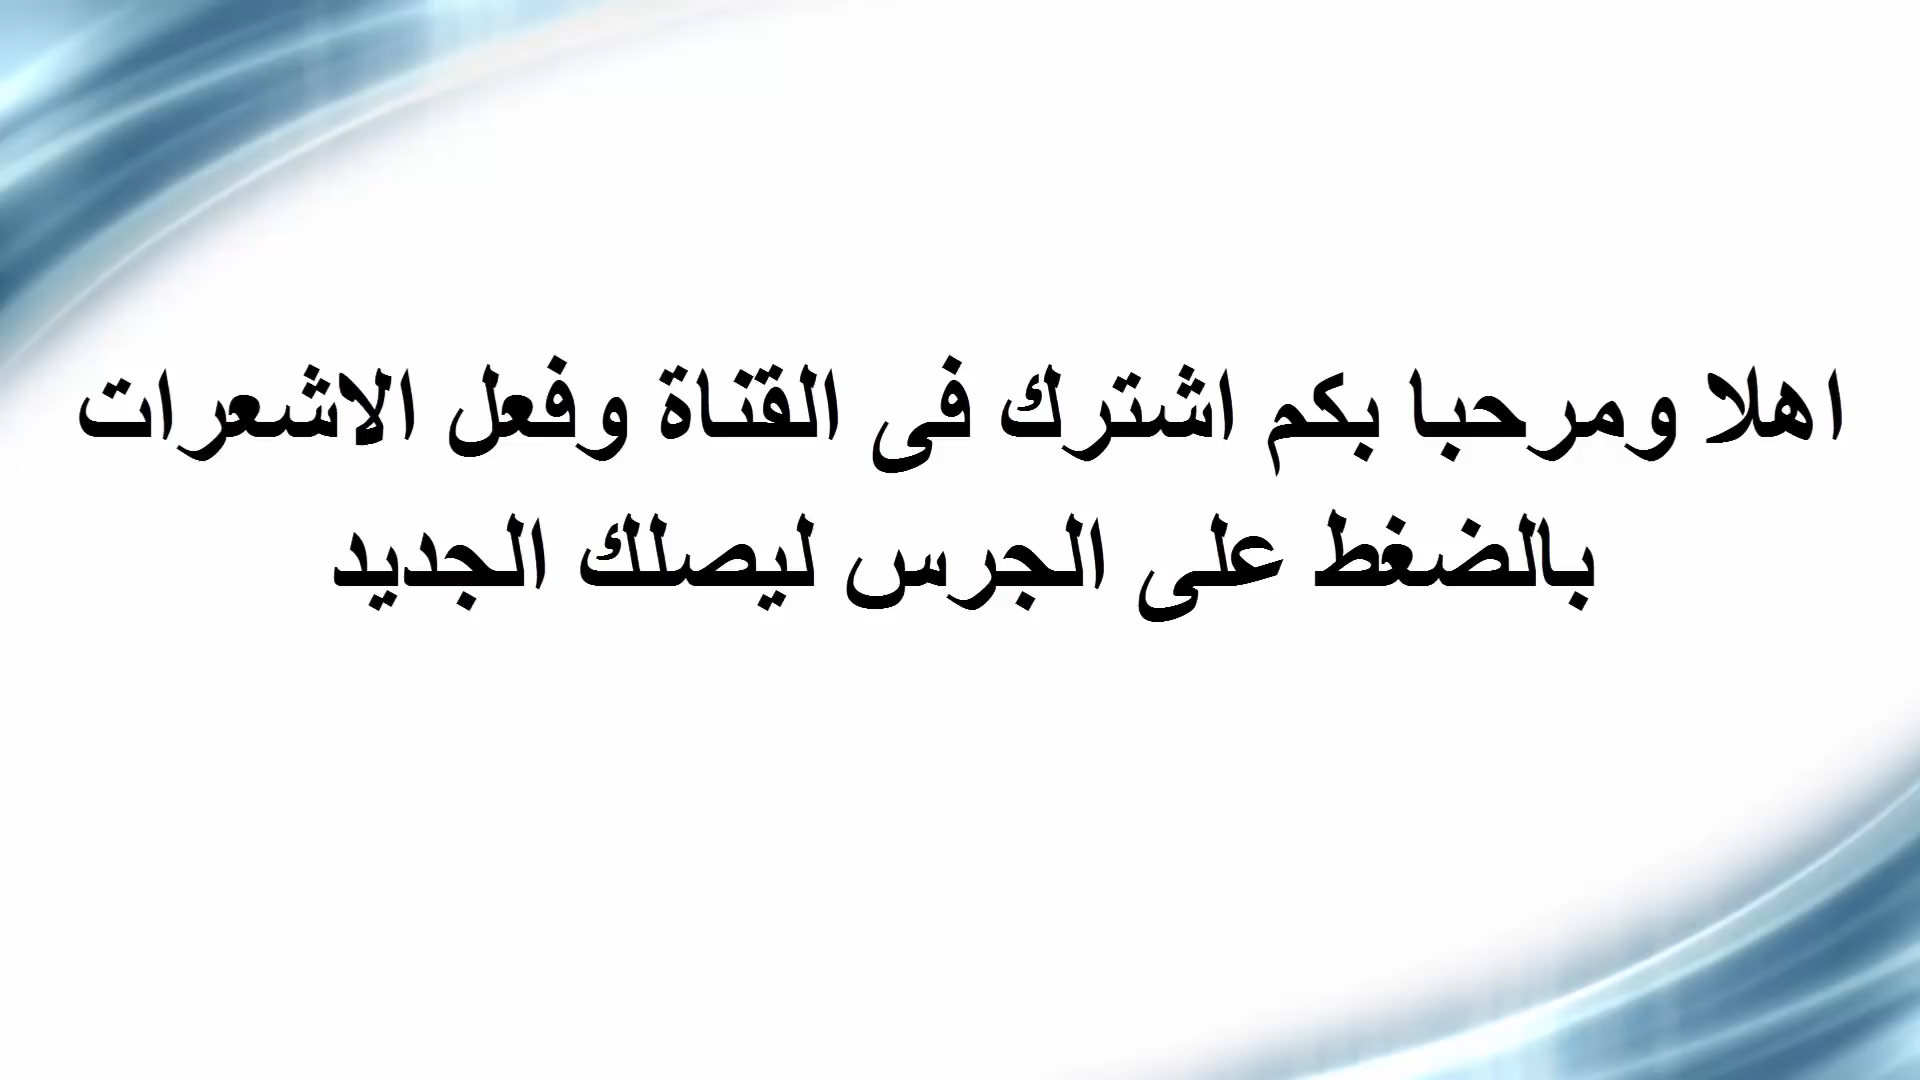 اهلا ومرحبا بكم اشترك فى القناة وفعل الاشعرات
بالضغط على الجرس ليصلك الجديد